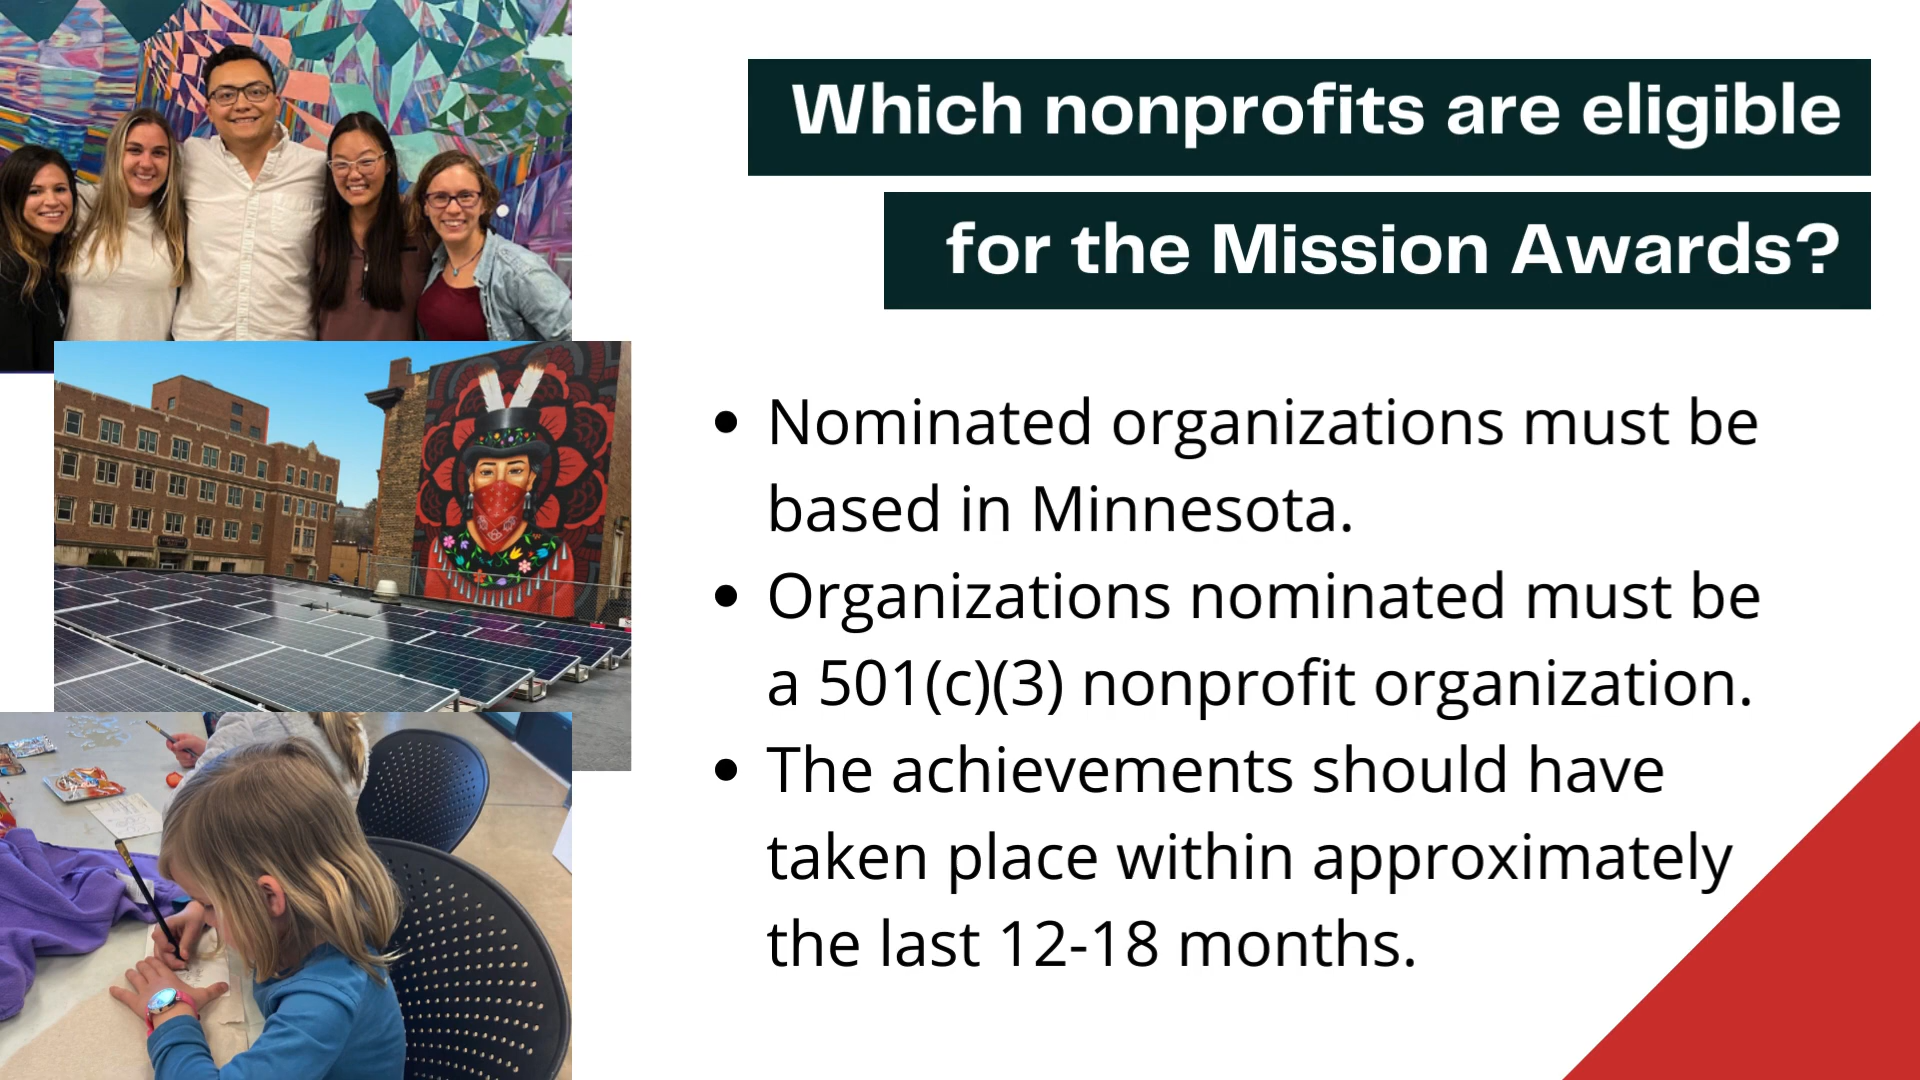 Which nonprofits are eligible
for the Mission Awards?
• Nominated organizations must be
based in Minnesota.
• Organizations nominated must be
a 501(c)(3) nonprofit organization.
• The achievements should have
taken place within approximately
the last 12-18 months.